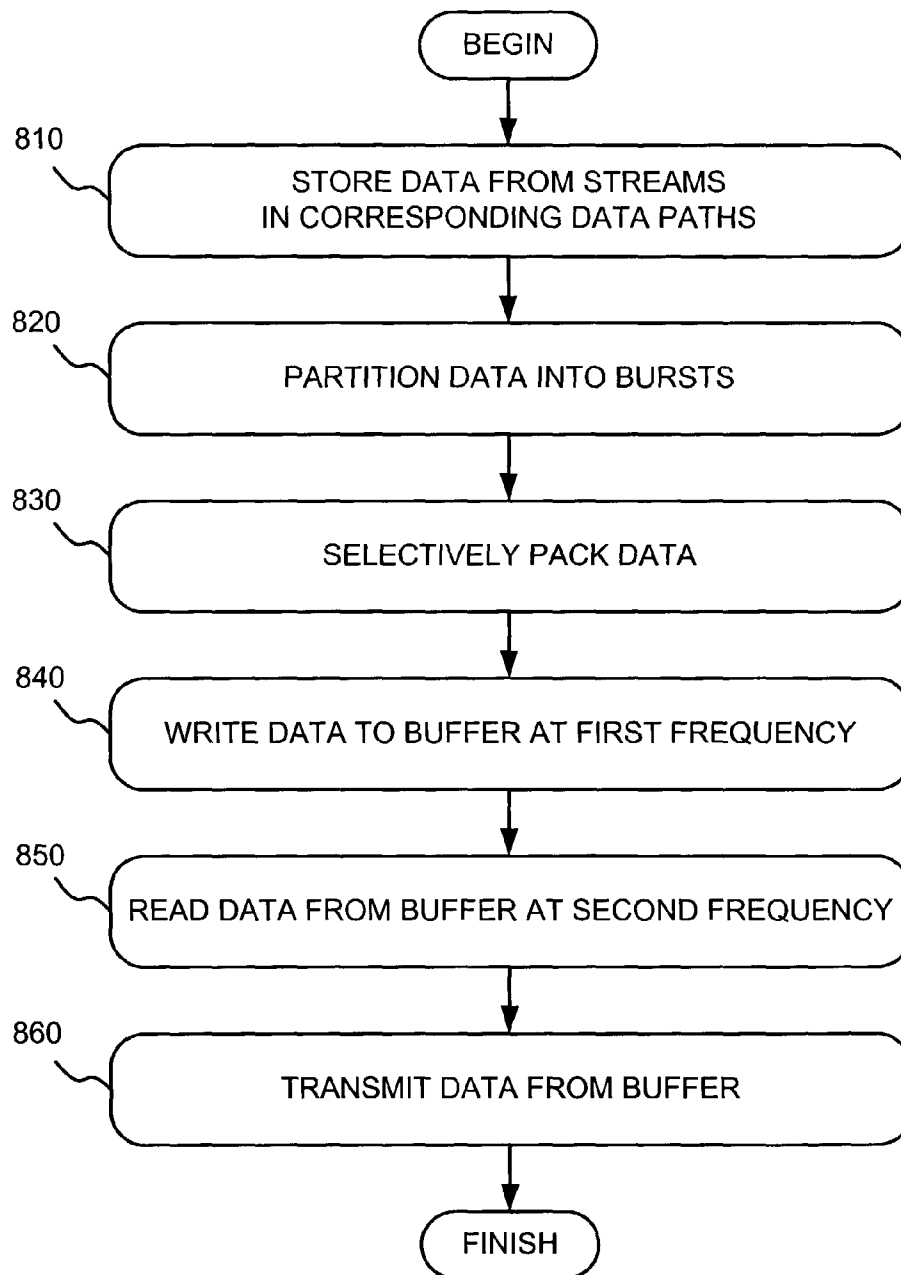 BEGIN
810
STORE DATA FROM STREAMS
IN CORRESPONDING DATA PATHS
820
PARTITION DATA INTO BURSTS
830
SELECTIVELY PACK DATA
840
WRITE DATA TO BUFFER AT FIRST FREQUENCY
850
READ DATA FROM BUFFER AT SECOND FREQUENCY
860
TRANSMIT DATA FROM BUFFER
FINISH